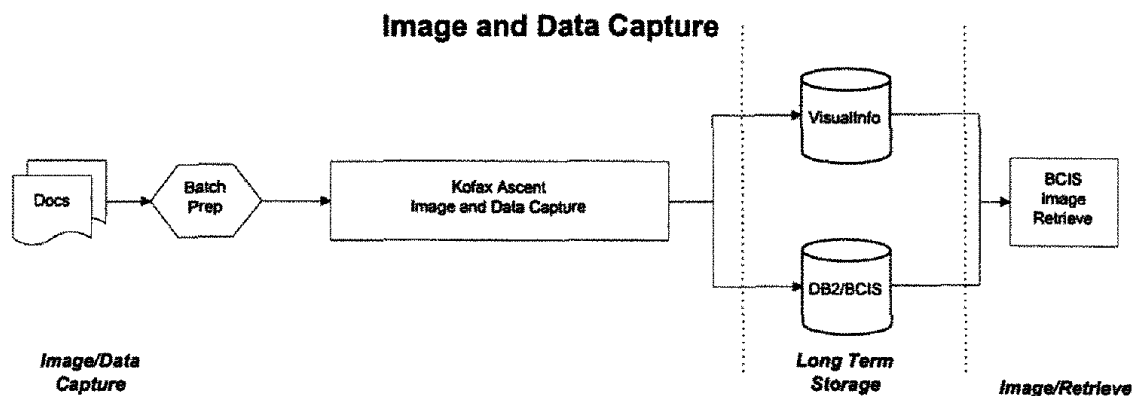 Image and Data Capture
VisualInfo
Docs
Batch
Prep
Kofax Ascent
Image and Data Capture
BCIS
Image
Retrieve
DB2/BCIS
Image/Data
Capture
Long Term
Storage
Image/Retrieve